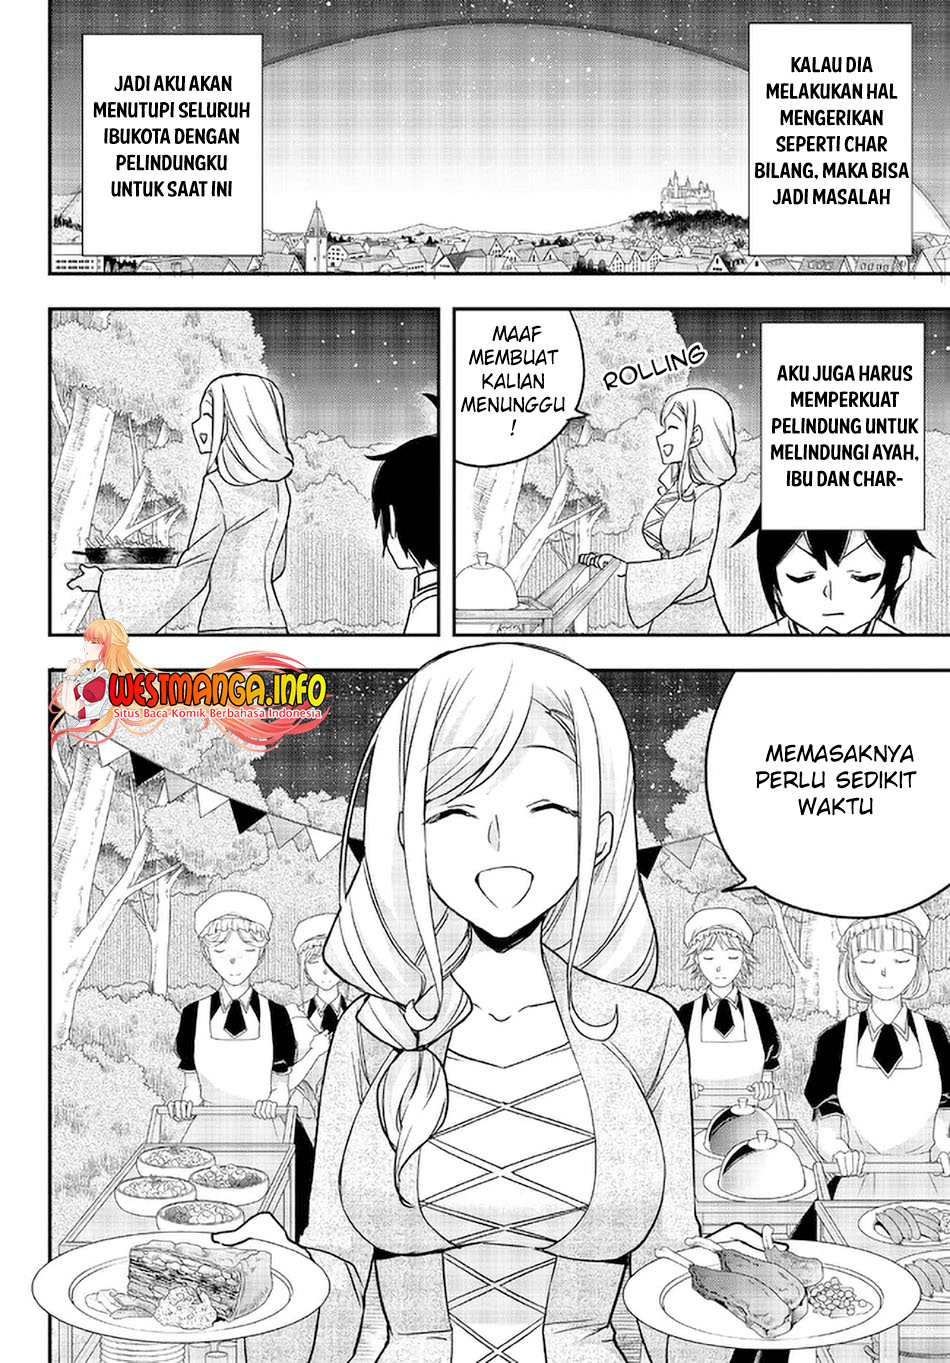 KALAU DIA
MELAKUKAN HAL
MENGERIKAN
SEPERTI CHAR
BILANG, MAKA BISA
JADI MASALAH
JADI AKU AKAN
MENUTUPI SELURUH
IBUKOTA DENGAN
PELINDUNGKU
UNTUK SAAT INI
AKU JUGA HARUS
MEMPERKUAT
PELINDUNG UNTUK
MELINDUNGI AYAH,
IBU DAN CHAR-
ROLLING
MAAF
MEMBUAT
KALIAN
MENUNGGU
!
WESTMANGA.INFO
Situs Baca Komik Berbahasa Indonesia
MEMASAKNYA
PERLU SEDIKIT
WAKTU